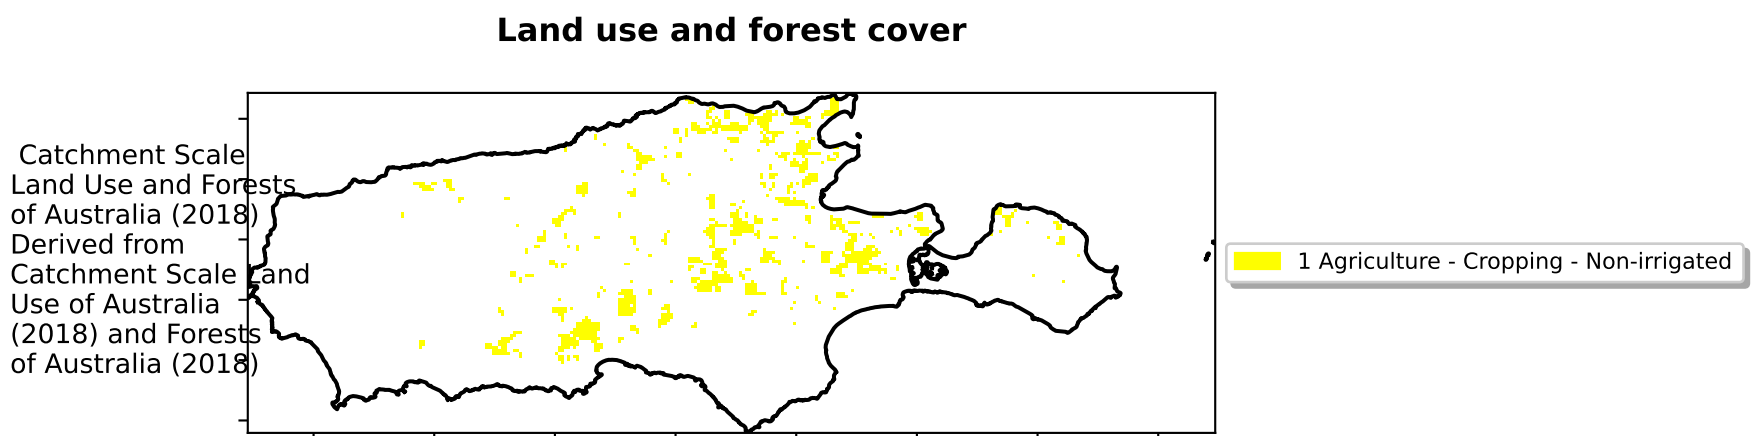 Land use and forest cover
Catchment Scale
Land Use and Forests
of Australia (2018)
Derived from
Catchment Scale Land
Use of Australia
(2018) and Forests
of Australia (2018)
1 Agriculture - Cropping - Non-irrigated